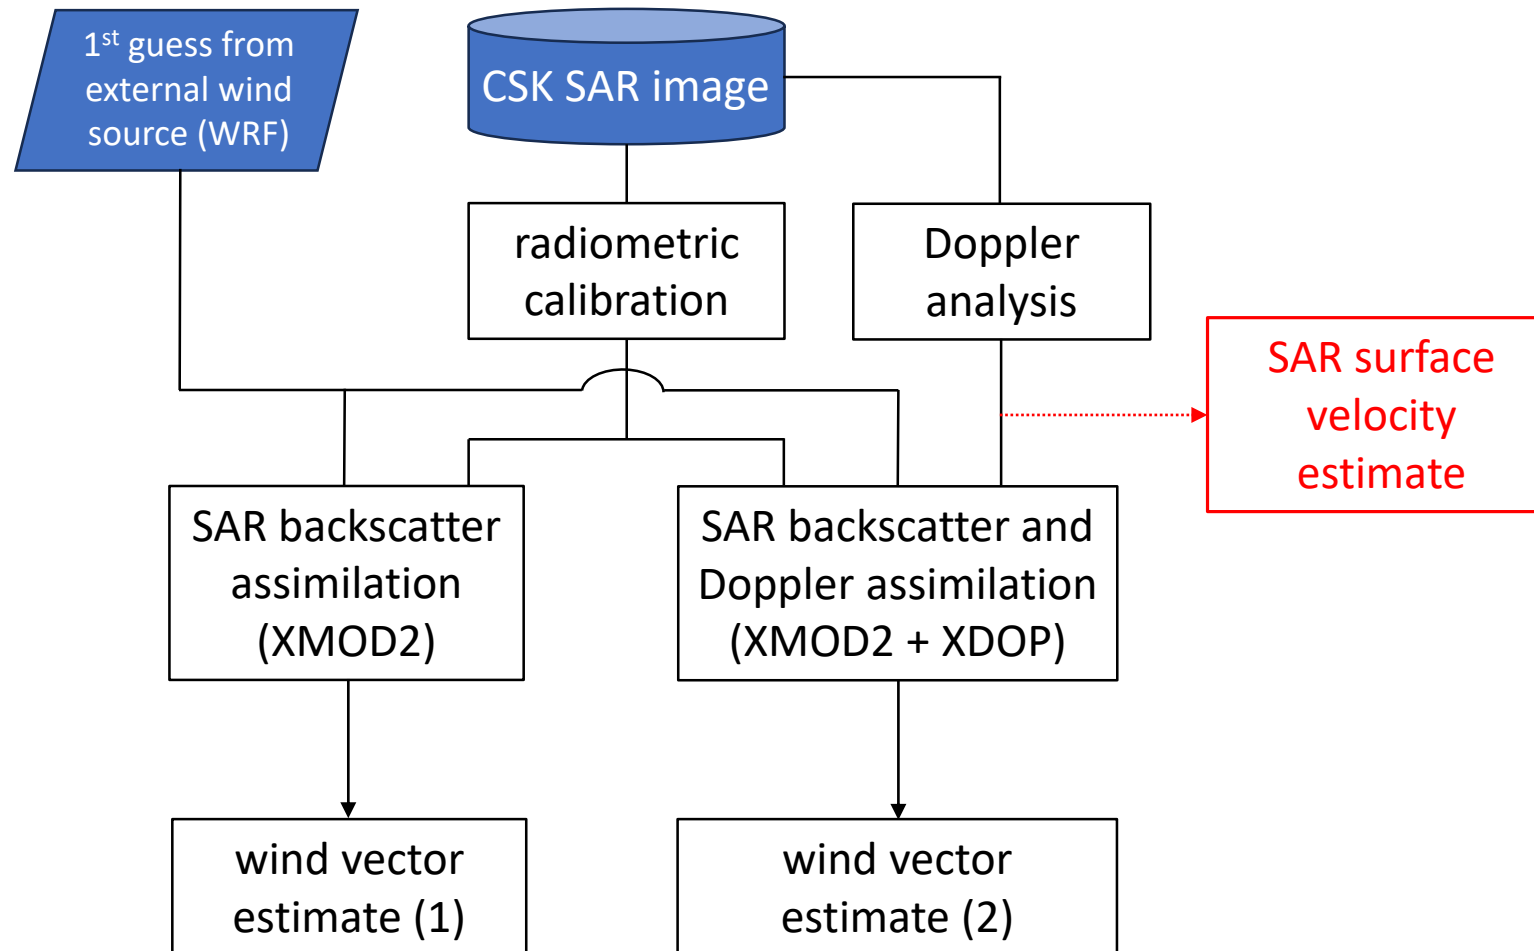 1st guess from
external wind
source (WRF)
CSK SAR image
radiometric
calibration
Doppler
analysis
SAR surface
velocity
estimate
SAR backscatter
assimilation
(XMOD2)
SAR backscatter and
Doppler assimilation
(XMOD2 + XDOP)
wind vector
estimate (1)
wind vector
estimate (2)